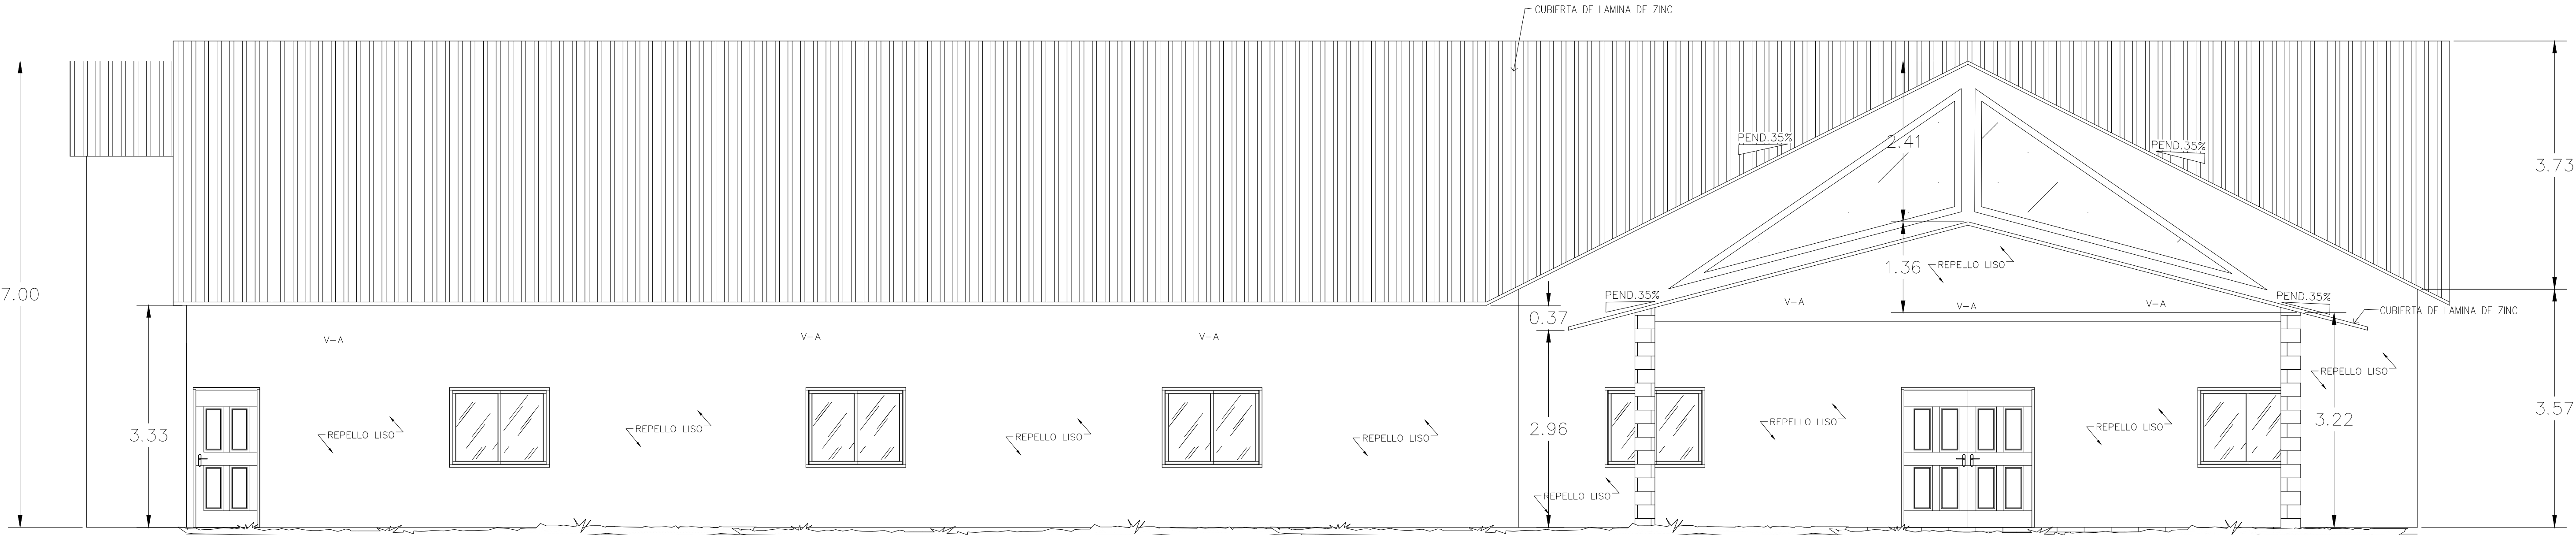 CUBIERTA DE LAMINA DE ZINC
PEND.35%
2.41
PEND.35%
3.73
7.00
1.36
REPELLO LISO
PEND.35%
V-A
V-A
V-A
PEND.35%
0.37
CUBIERTA DE LAMINA DE ZINC
V-A
V-A
V-A
REPELLO LISO
3.33
REPELLO LISO
REPELLO LISO
REPELLO LISO
REPELLO LISO
2.96
REPELLO LISO
REPELLO LISO
3.22
3.57
REPELLO LISO